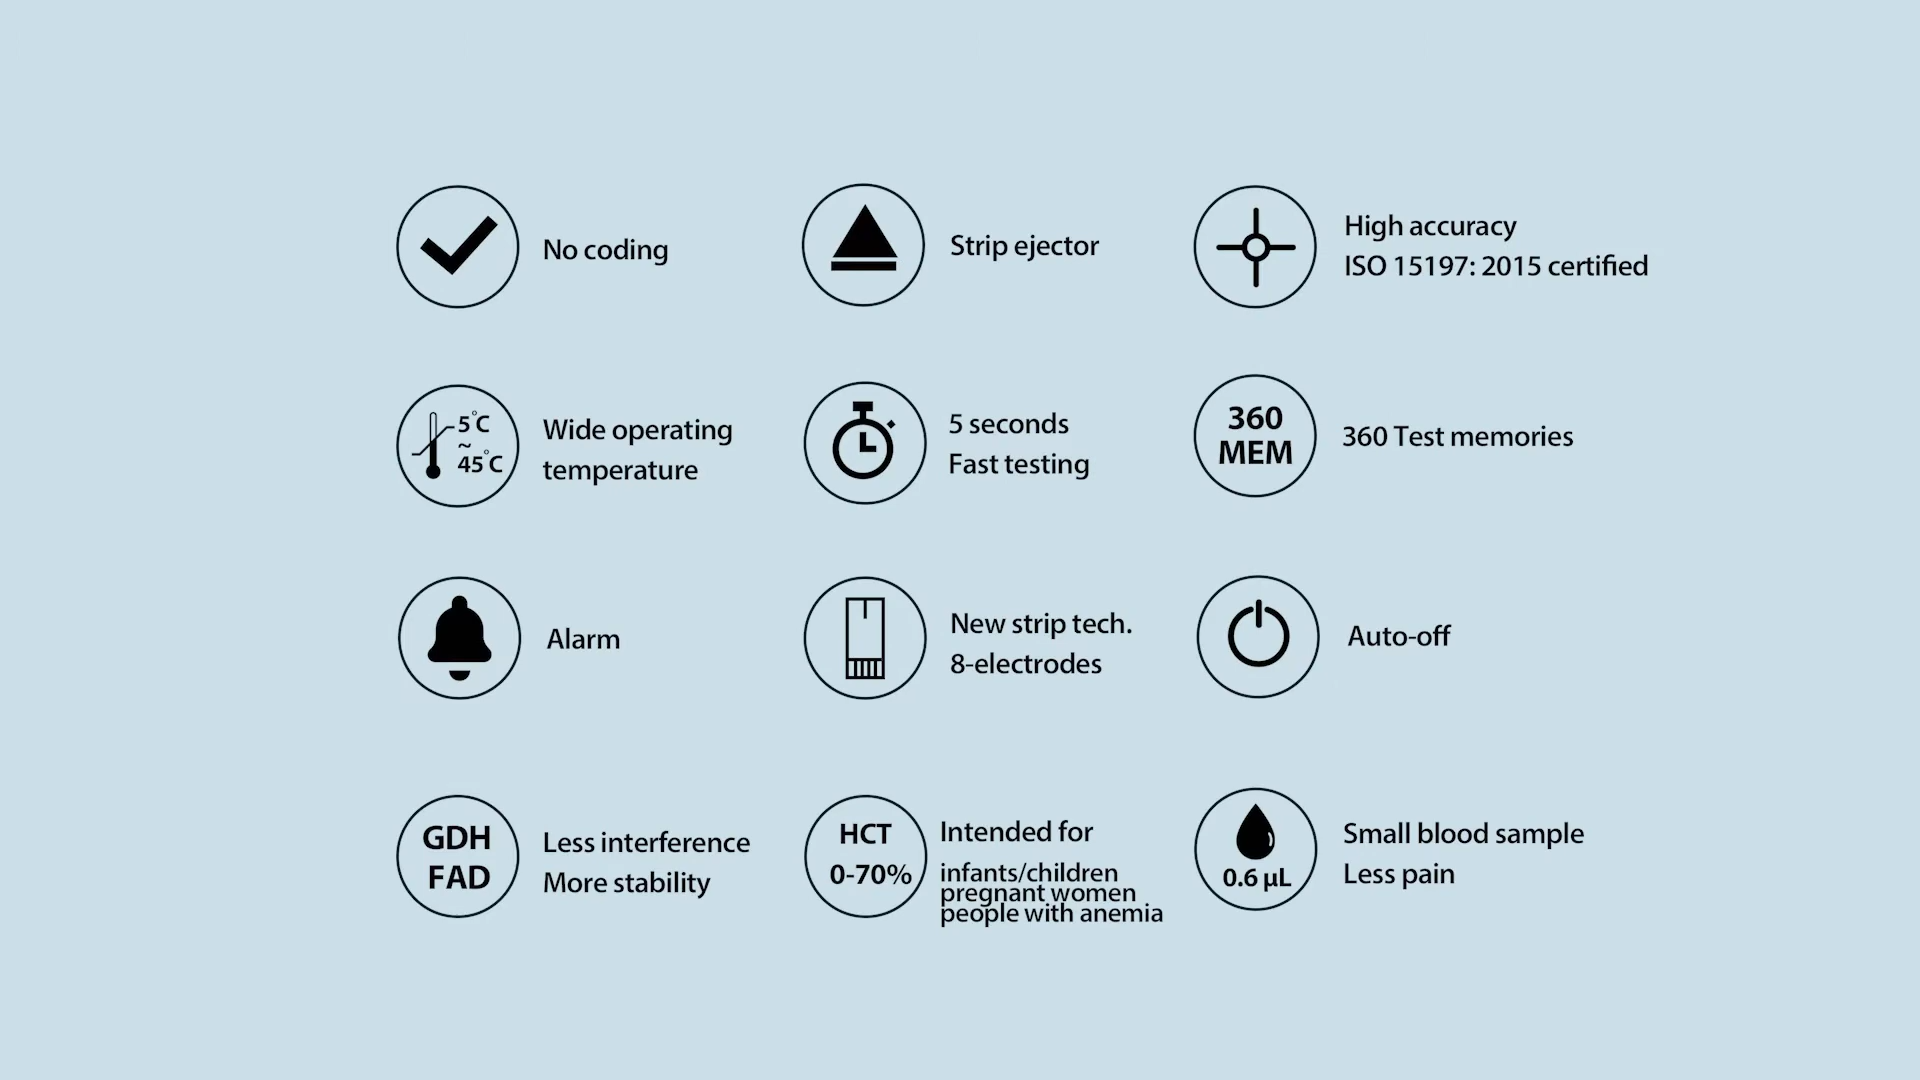 No coding
Strip ejector
High accuracy
ISO 15197: 2015 certified
5°C
~
45°C
Wide operating
temperature
5 seconds
Fast testing
360
MEM
360 Test memories
Alarm
New strip tech.
8-electrodes
Auto-off
GDH
FAD
Less interference
More stability
HCT
0-70%
Intended for
infants/children
pregnant women
people with anemia
0.6 µL
Small blood sample
Less pain